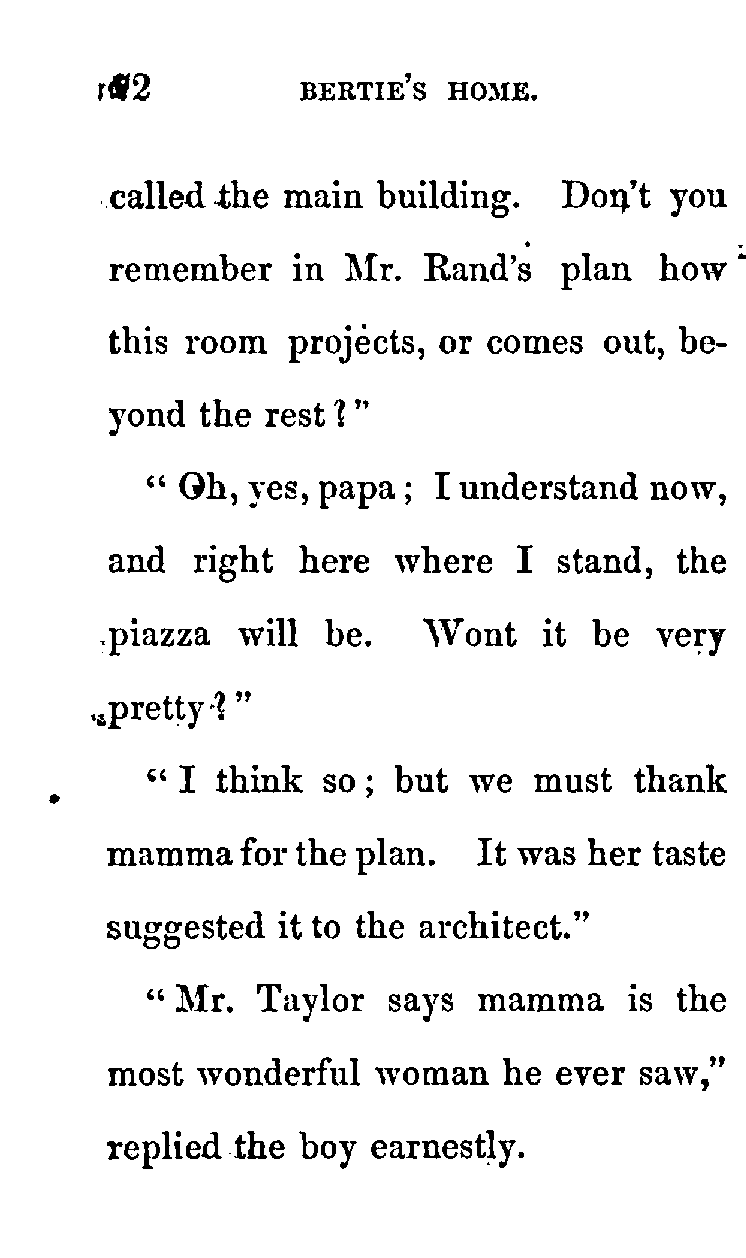 BERTIE'S HOME.
called the main building. Don't you
remember in Mr. Rand's plan how
this room projects, or comes out, be-
yond the rest?"
"Oh, yes, papa; I understand now,
and right here where I stand, the
piazza will be. Wont it be very
pretty?"
"I think so; but we must thank
mamma for the plan. It was her taste
suggested it to the architect."
"Mr. Taylor says mamma is the
most wonderful woman he ever saw,"
replied the boy earnestly.